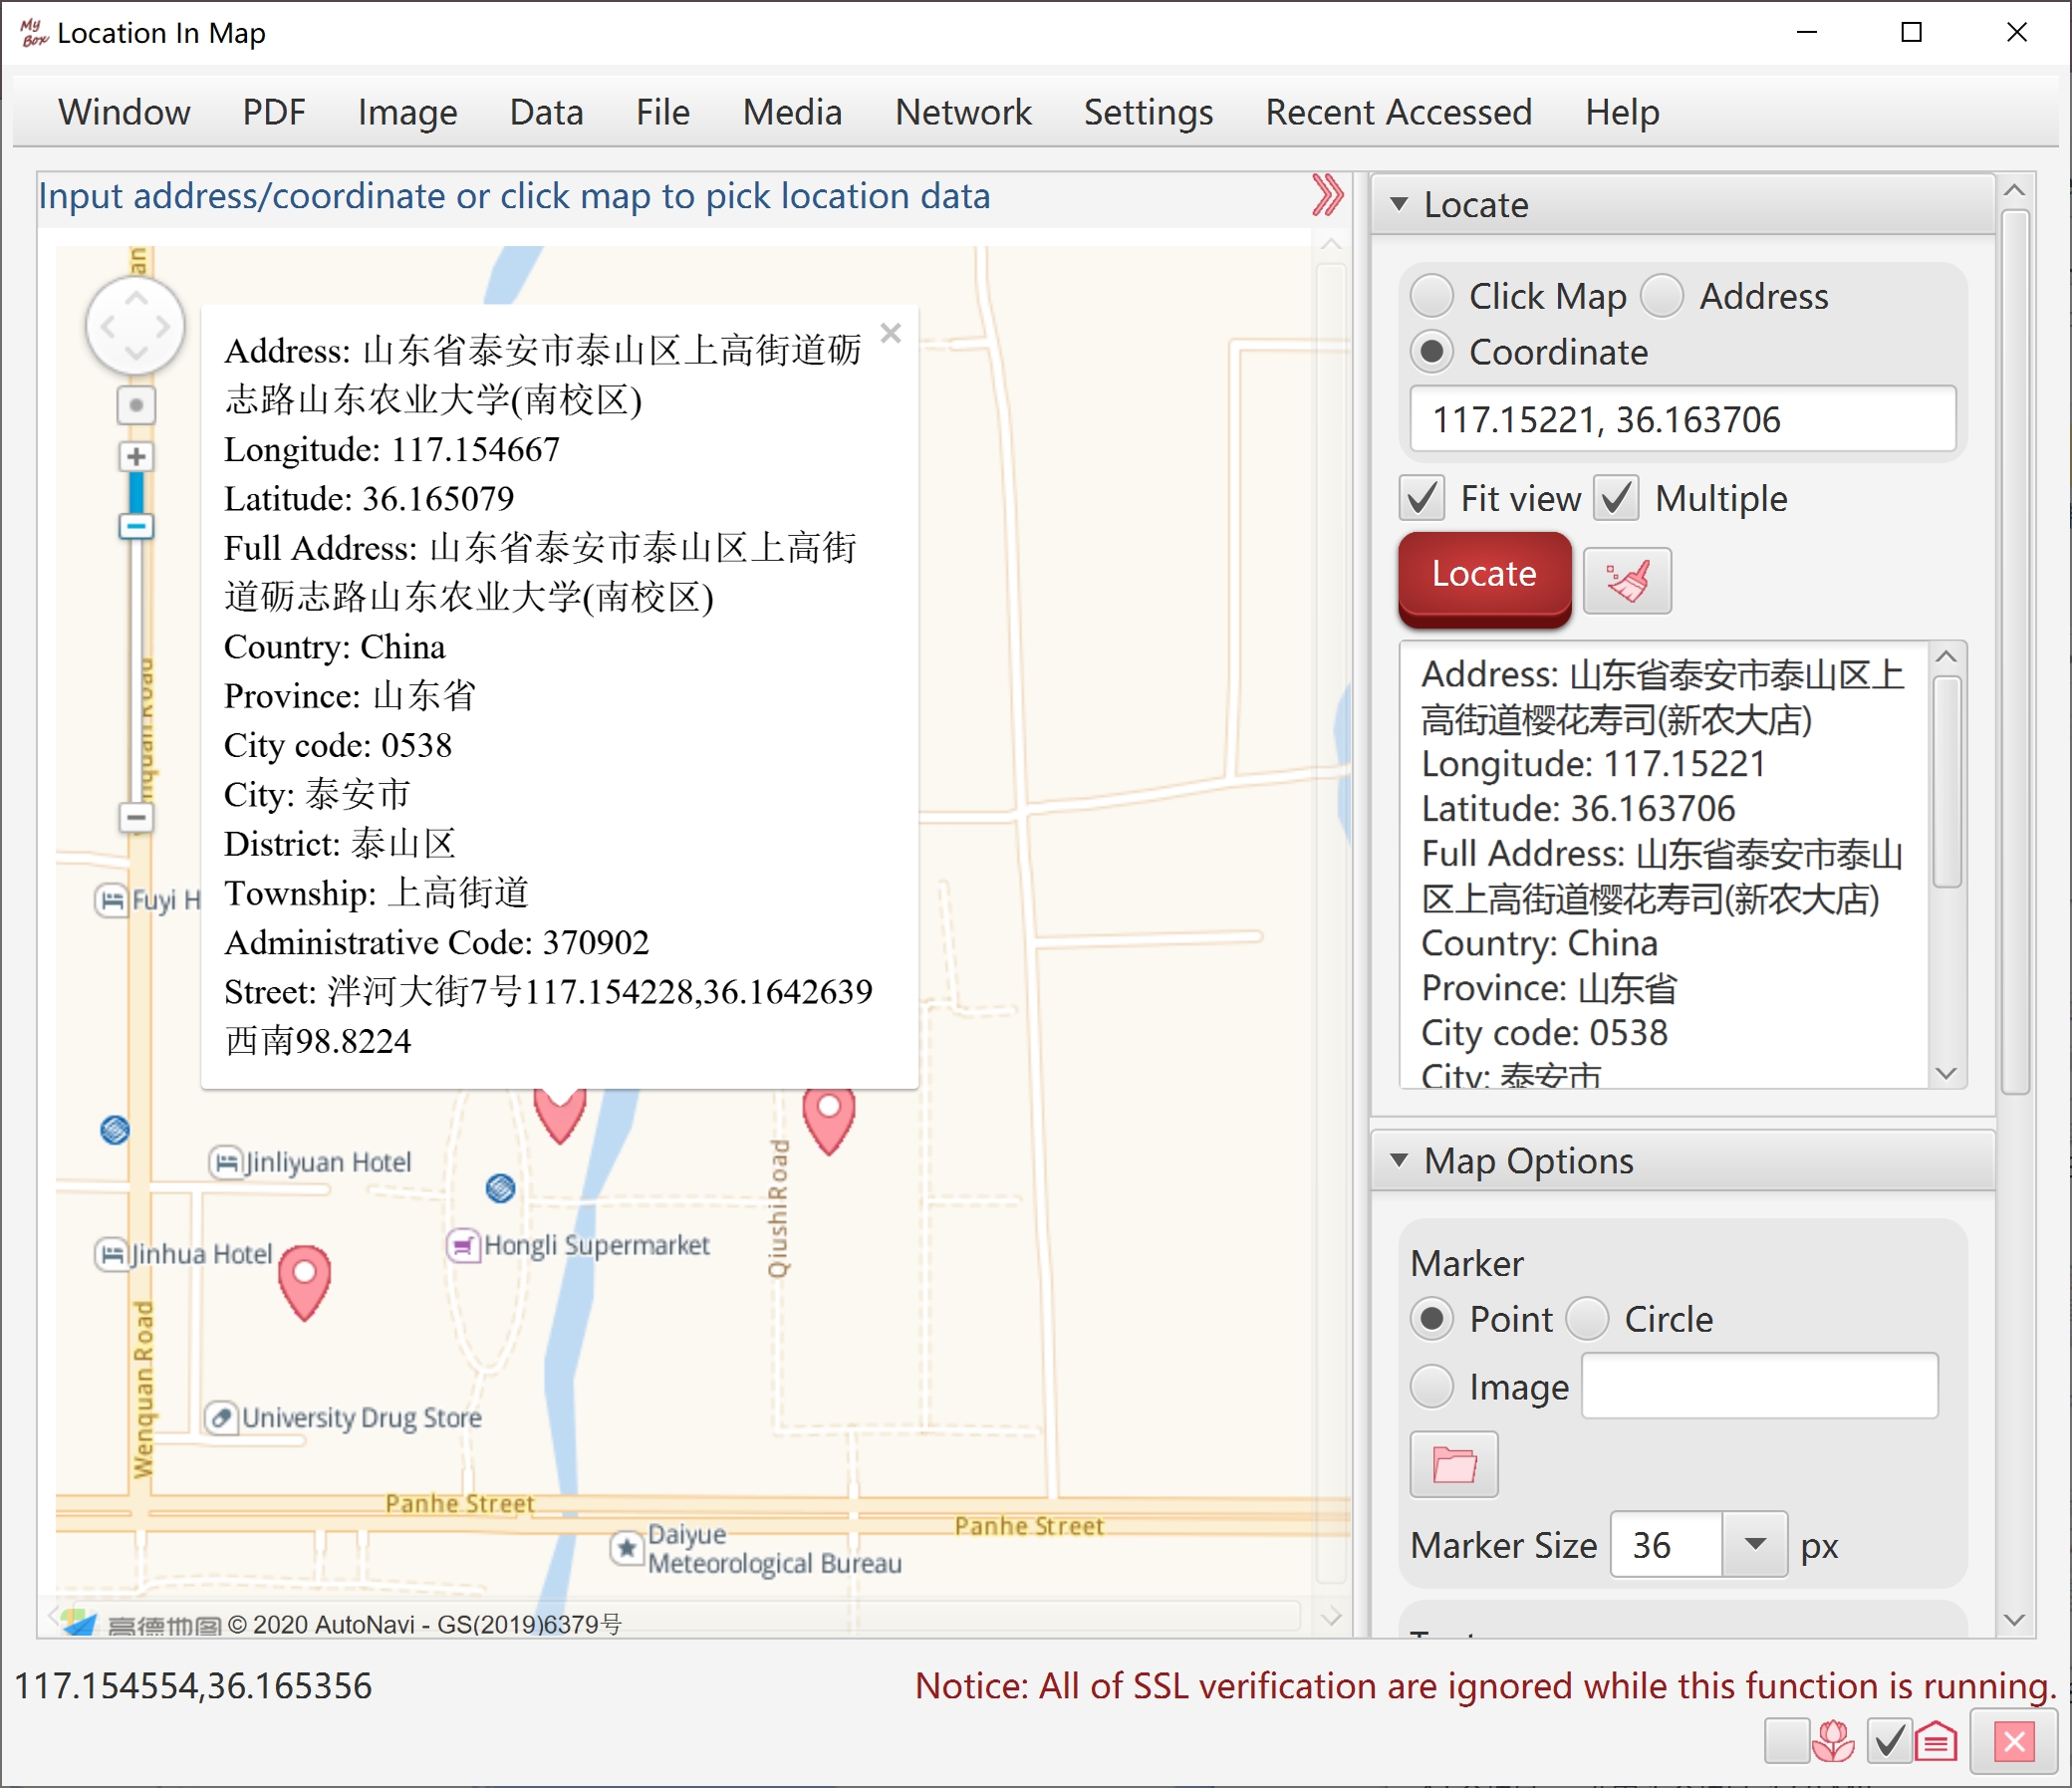 My Box
Location In Map
Window PDF Image Data File Media Network Settings Recent Accessed Help
Input address/coordinate or click map to pick location data
Address: 山东省泰安市泰山区上高街道砺
志路山东农业大学(南校区)
Longitude: 117.154667
Latitude: 36.165079
Full Address: 山东省泰安市泰山区上高街
道砺志路山东农业大学(南校区)
Country: China
Province: 山东省
City code: 0538
City: 泰安市
District: 泰山区
Township: 上高街道
Administrative Code: 370902
Street: 泮河大街7号117.154228,36.1642639
西南98.8224
Fuyi H
Jinliyuan Hotel
Jinhua Hotel
Hongli Supermarket
Qiushi Road
Wenquan Road
University Drug Store
Panhe Street
Panhe Street
Daiyue
Meteorological Bureau
高德地图 © 2020 AutoNavi - GS(2019)6379号
Locate
Click Map Address
Coordinate
117.15221, 36.163706
Fit view Multiple
Locate
Address: 山东省泰安市泰山区上
高街道樱花寿司(新农大店)
Longitude: 117.15221
Latitude: 36.163706
Full Address: 山东省泰安市泰山
区上高街道樱花寿司(新农大店)
Country: China
Province: 山东省
City code: 0538
City: 泰安市
Map Options
Marker
Point Circle
Image
Marker Size 36 px
117.154554,36.165356
Notice: All of SSL verification are ignored while this function is running.